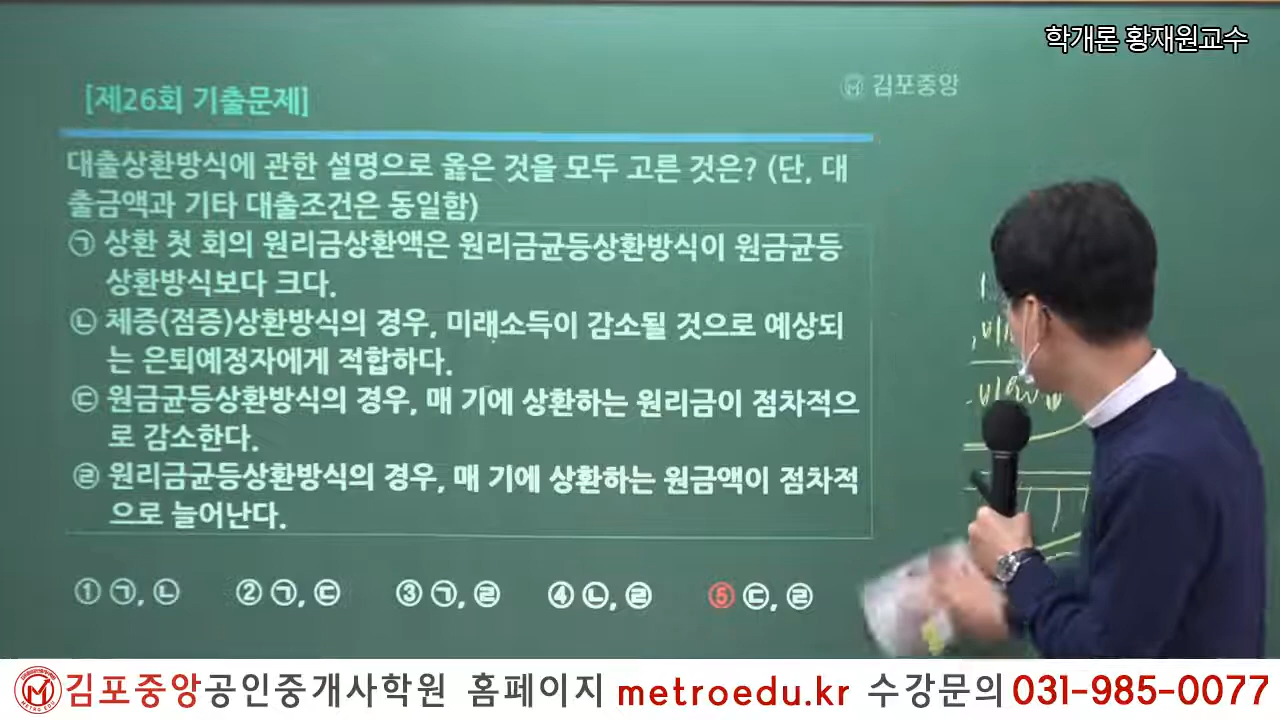 학개론 황재원교수
김포중앙
[제26회 기출문제]
대출상환방식에 관한 설명으로 옳은 것을 모두 고른 것은? (단, 대
출금액과 기타 대출조건은 동일함)
㉠ 상환 첫 회의 원리금상환액은 원리금균등상환방식이 원금균등
상환방식보다 크다.
㉡ 체증(점증)상환방식의 경우, 미래소득이 감소될 것으로 예상되
는 은퇴예정자에게 적합하다.
㉢ 원금균등상환방식의 경우, 매 기에 상환하는 원리금이 점차적으
로 감소한다.
㉣ 원리금균등상환방식의 경우, 매 기에 상환하는 원금액이 점차적
으로 늘어난다.
① ㉠, ㉡ ② ㉠, ㉢ ③ ㉠, ㉣ ④ ㉡, ㉣ ⑤ ㉢, ㉣
김포중앙공인중개사학원 홈페이지 metroedu.kr 수강문의 031-985-0077